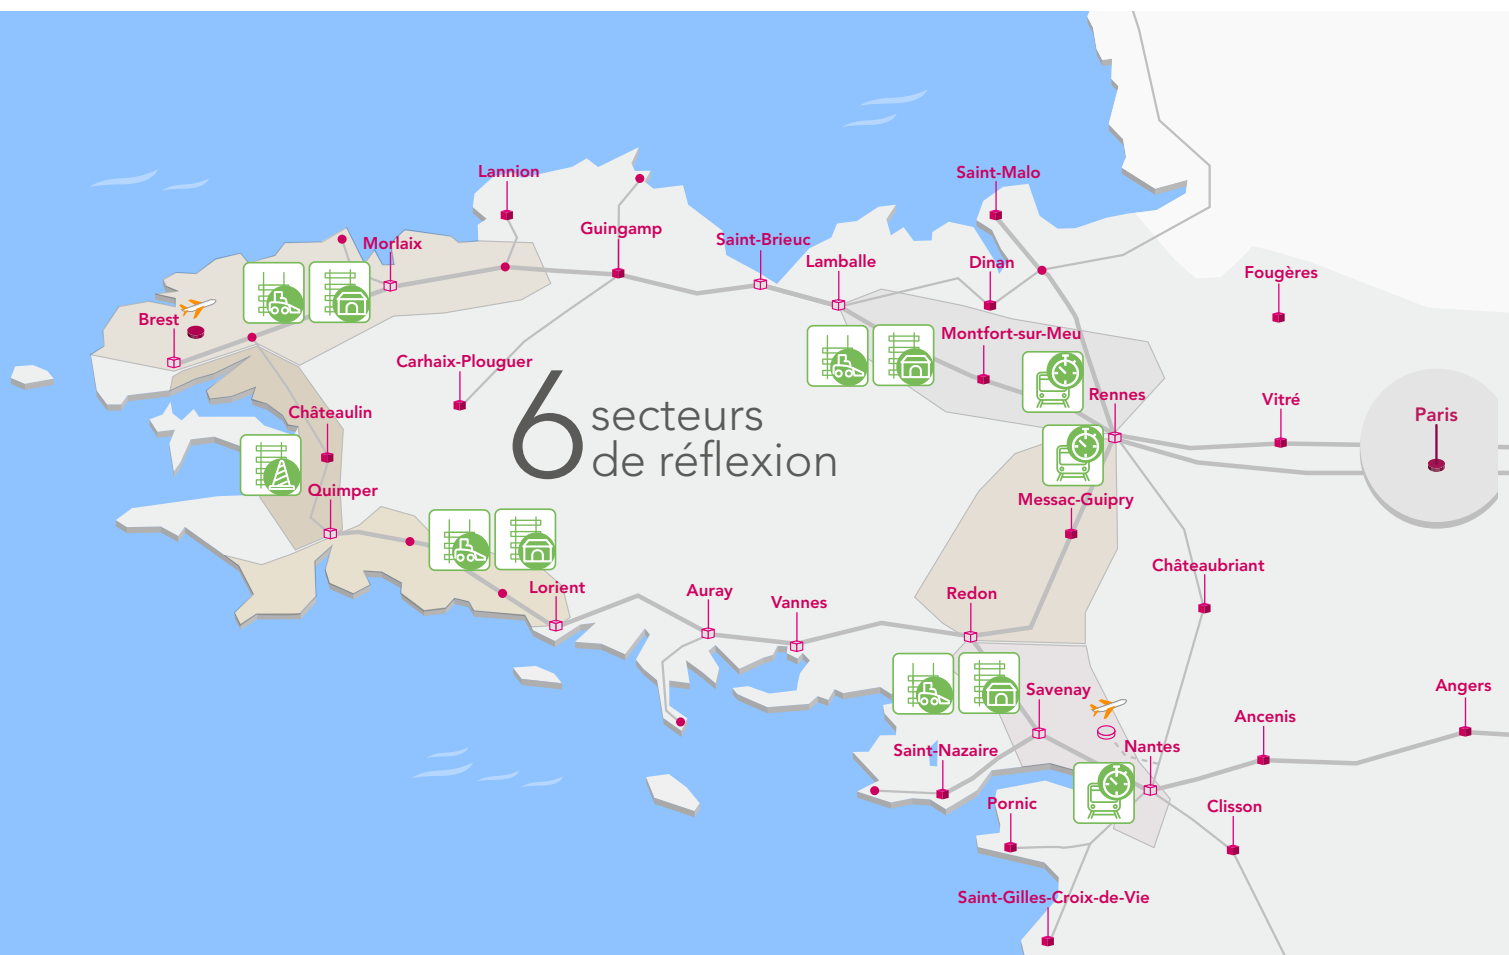 Lannion
Saint-Malo
Guingamp
Morlaix
Saint-Brieuc
Lamballe
Dinan
Fougères
Brest
Montfort-sur-Meu
Carhaix-Plouguer
Rennes
Vitré
Paris
Châteaulin
6 secteurs
de réflexion
Quimper
Messac-Guipry
Châteaubriant
Lorient
Auray
Vannes
Redon
Savenay
Angers
Ancenis
Saint-Nazaire
Nantes
Pornic
Clisson
Saint-Gilles-Croix-de-Vie